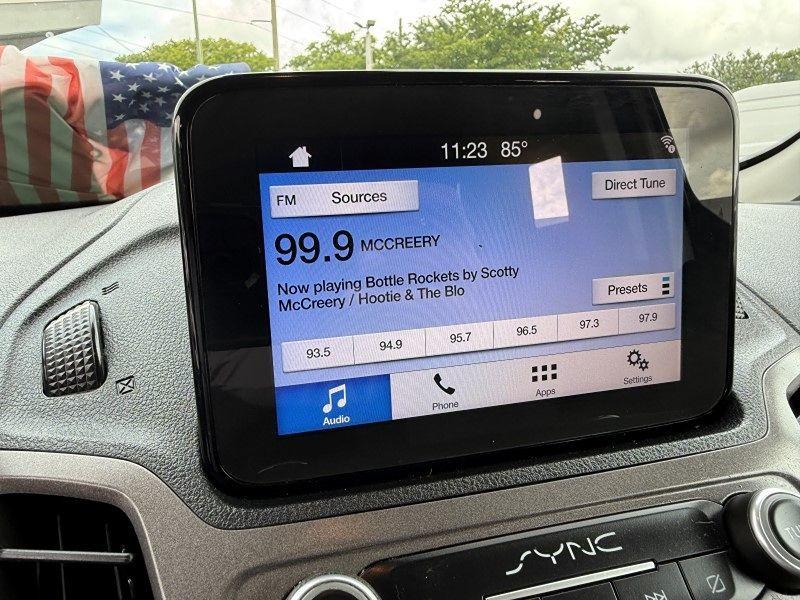 11:23 85°
FM Sources
Direct Tune
99.9 MCCREERY
Now playing Bottle Rockets by Scotty
McCreery / Hootie & The Blo
Presets
93.5 94.9 95.7 96.5 97.3 97.9
Audio Phone Apps Settings
SYNC